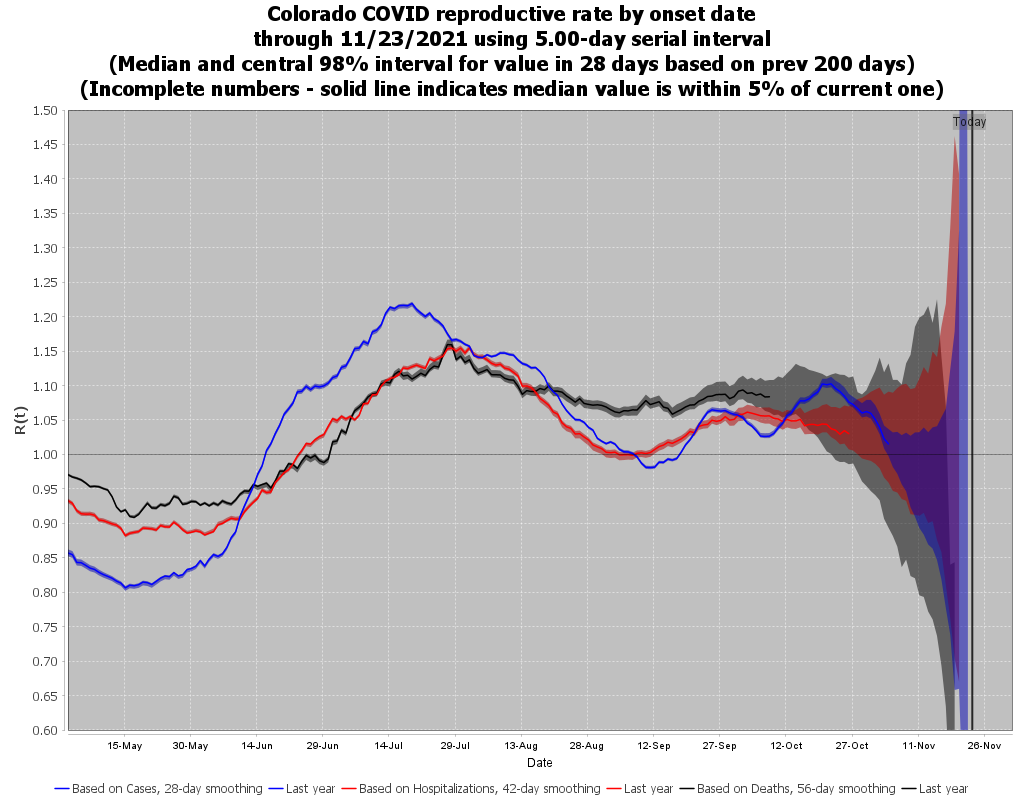 Colorado COVID reproductive rate by onset date
through 11/23/2021 using 5.00-day serial interval
(Median and central 98% interval for value in 28 days based on prev 200 days)
(Incomplete numbers - solid line indicates median value is within 5% of current one)
Today
1.50
1.45
1.40
1.35
1.30
1.25
1.20
1.15
1.10
1.05
1.00
0.95
0.90
0.85
0.80
0.75
0.70
0.65
0.60
R(t)
15-May 30-May 14-Jun 29-Jun 14-Jul 29-Jul 13-Aug 28-Aug 12-Sep 27-Sep 12-Oct 27-Oct 11-Nov 26-Nov
Date
Based on Cases, 28-day smoothing Last year Based on Hospitalizations, 42-day smoothing Last year Based on Deaths, 56-day smoothing Last year